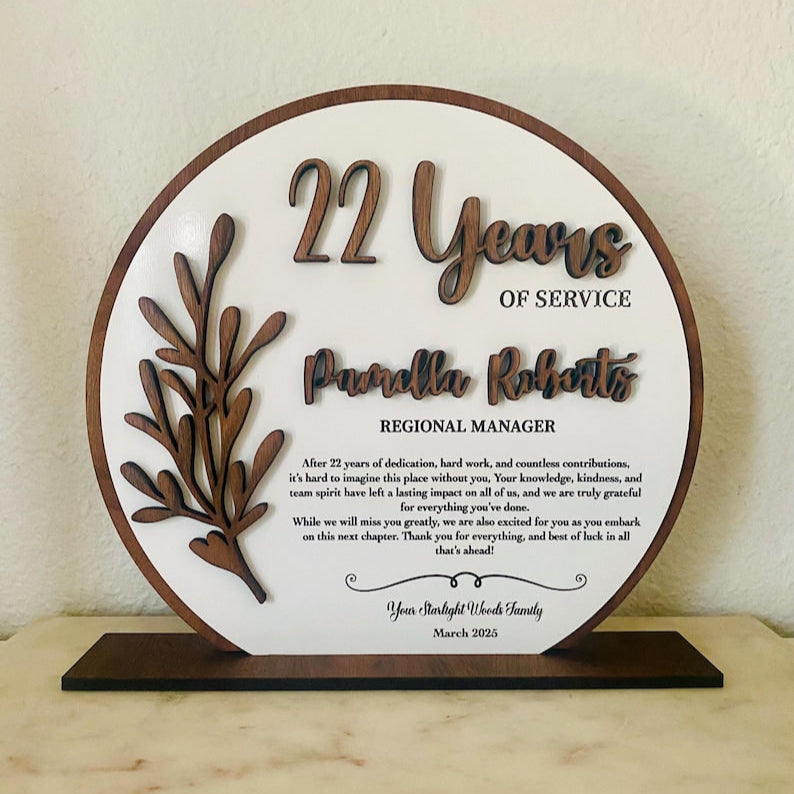 22 Years
OF SERVICE
Pamella Roberts
REGIONAL MANAGER
After 22 years of dedication, hard work, and countless contributions,
it's hard to imagine this place without you, Your knowledge, kindness, and
team spirit have left a lasting impact on all of us, and we are truly grateful
for everything you've done.
While we will miss you greatly, we are also excited for you as you embark
on this next chapter. Thank you for everything, and best of luck in all
that's ahead!
Your Starlight Woods Family
March 2025